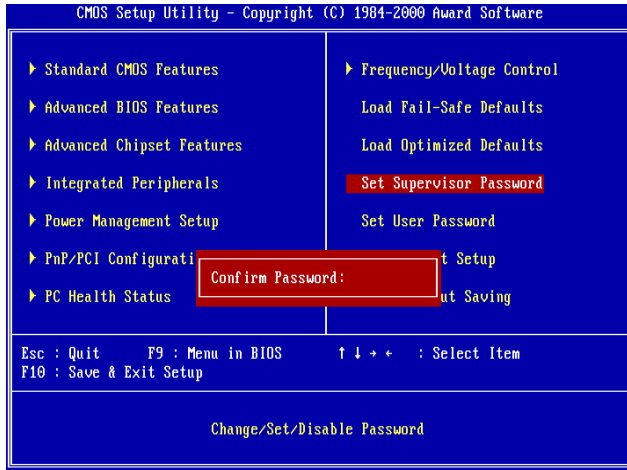 CMOS Setup Utility - Copyright (C) 1984-2000 Award Software
Standard CMOS Features
Advanced BIOS Features
Advanced Chipset Features
Integrated Peripherals
Power Management Setup
PnP/PCI Configurati
PC Health Status
Frequency/Voltage Control
Load Fail-Safe Defaults
Load Optimized Defaults
Set Supervisor Password
Set User Password
t Setup
ut Saving
Confirm Password:
Esc : Quit F9 : Menu in BIOS ↑ ↓ → ← : Select Item
F10 : Save & Exit Setup
Change/Set/Disable Password